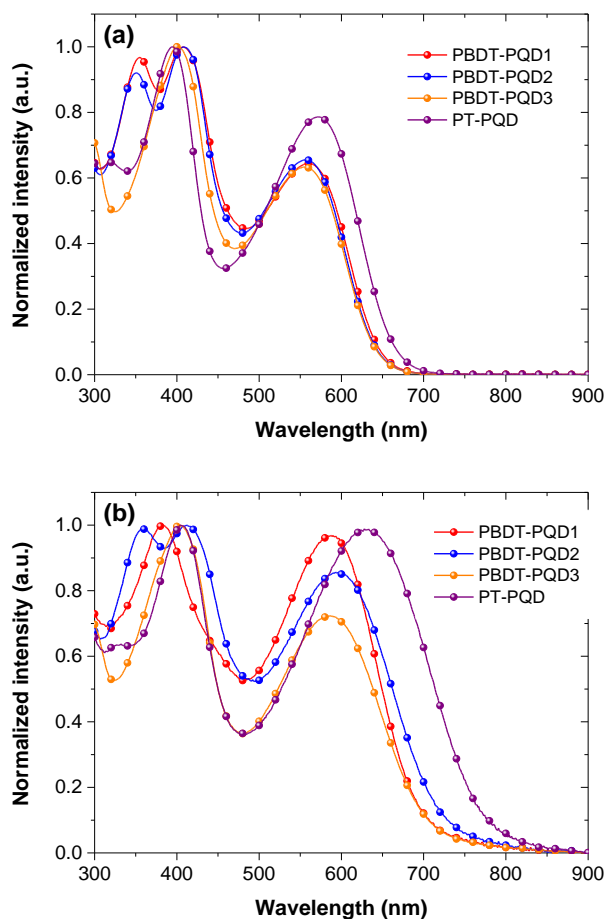 (a)
PBDT-PQD1
PBDT-PQD2
PBDT-PQD3
PT-PQD
Normalized intensity (a.u.)
1.0
0.8
0.6
0.4
0.2
0.0
300 400 500 600 700 800 900
Wavelength (nm)
(b)
PBDT-PQD1
PBDT-PQD2
PBDT-PQD3
PT-PQD
Normalized intensity (a.u.)
1.0
0.8
0.6
0.4
0.2
0.0
300 400 500 600 700 800 900
Wavelength (nm)